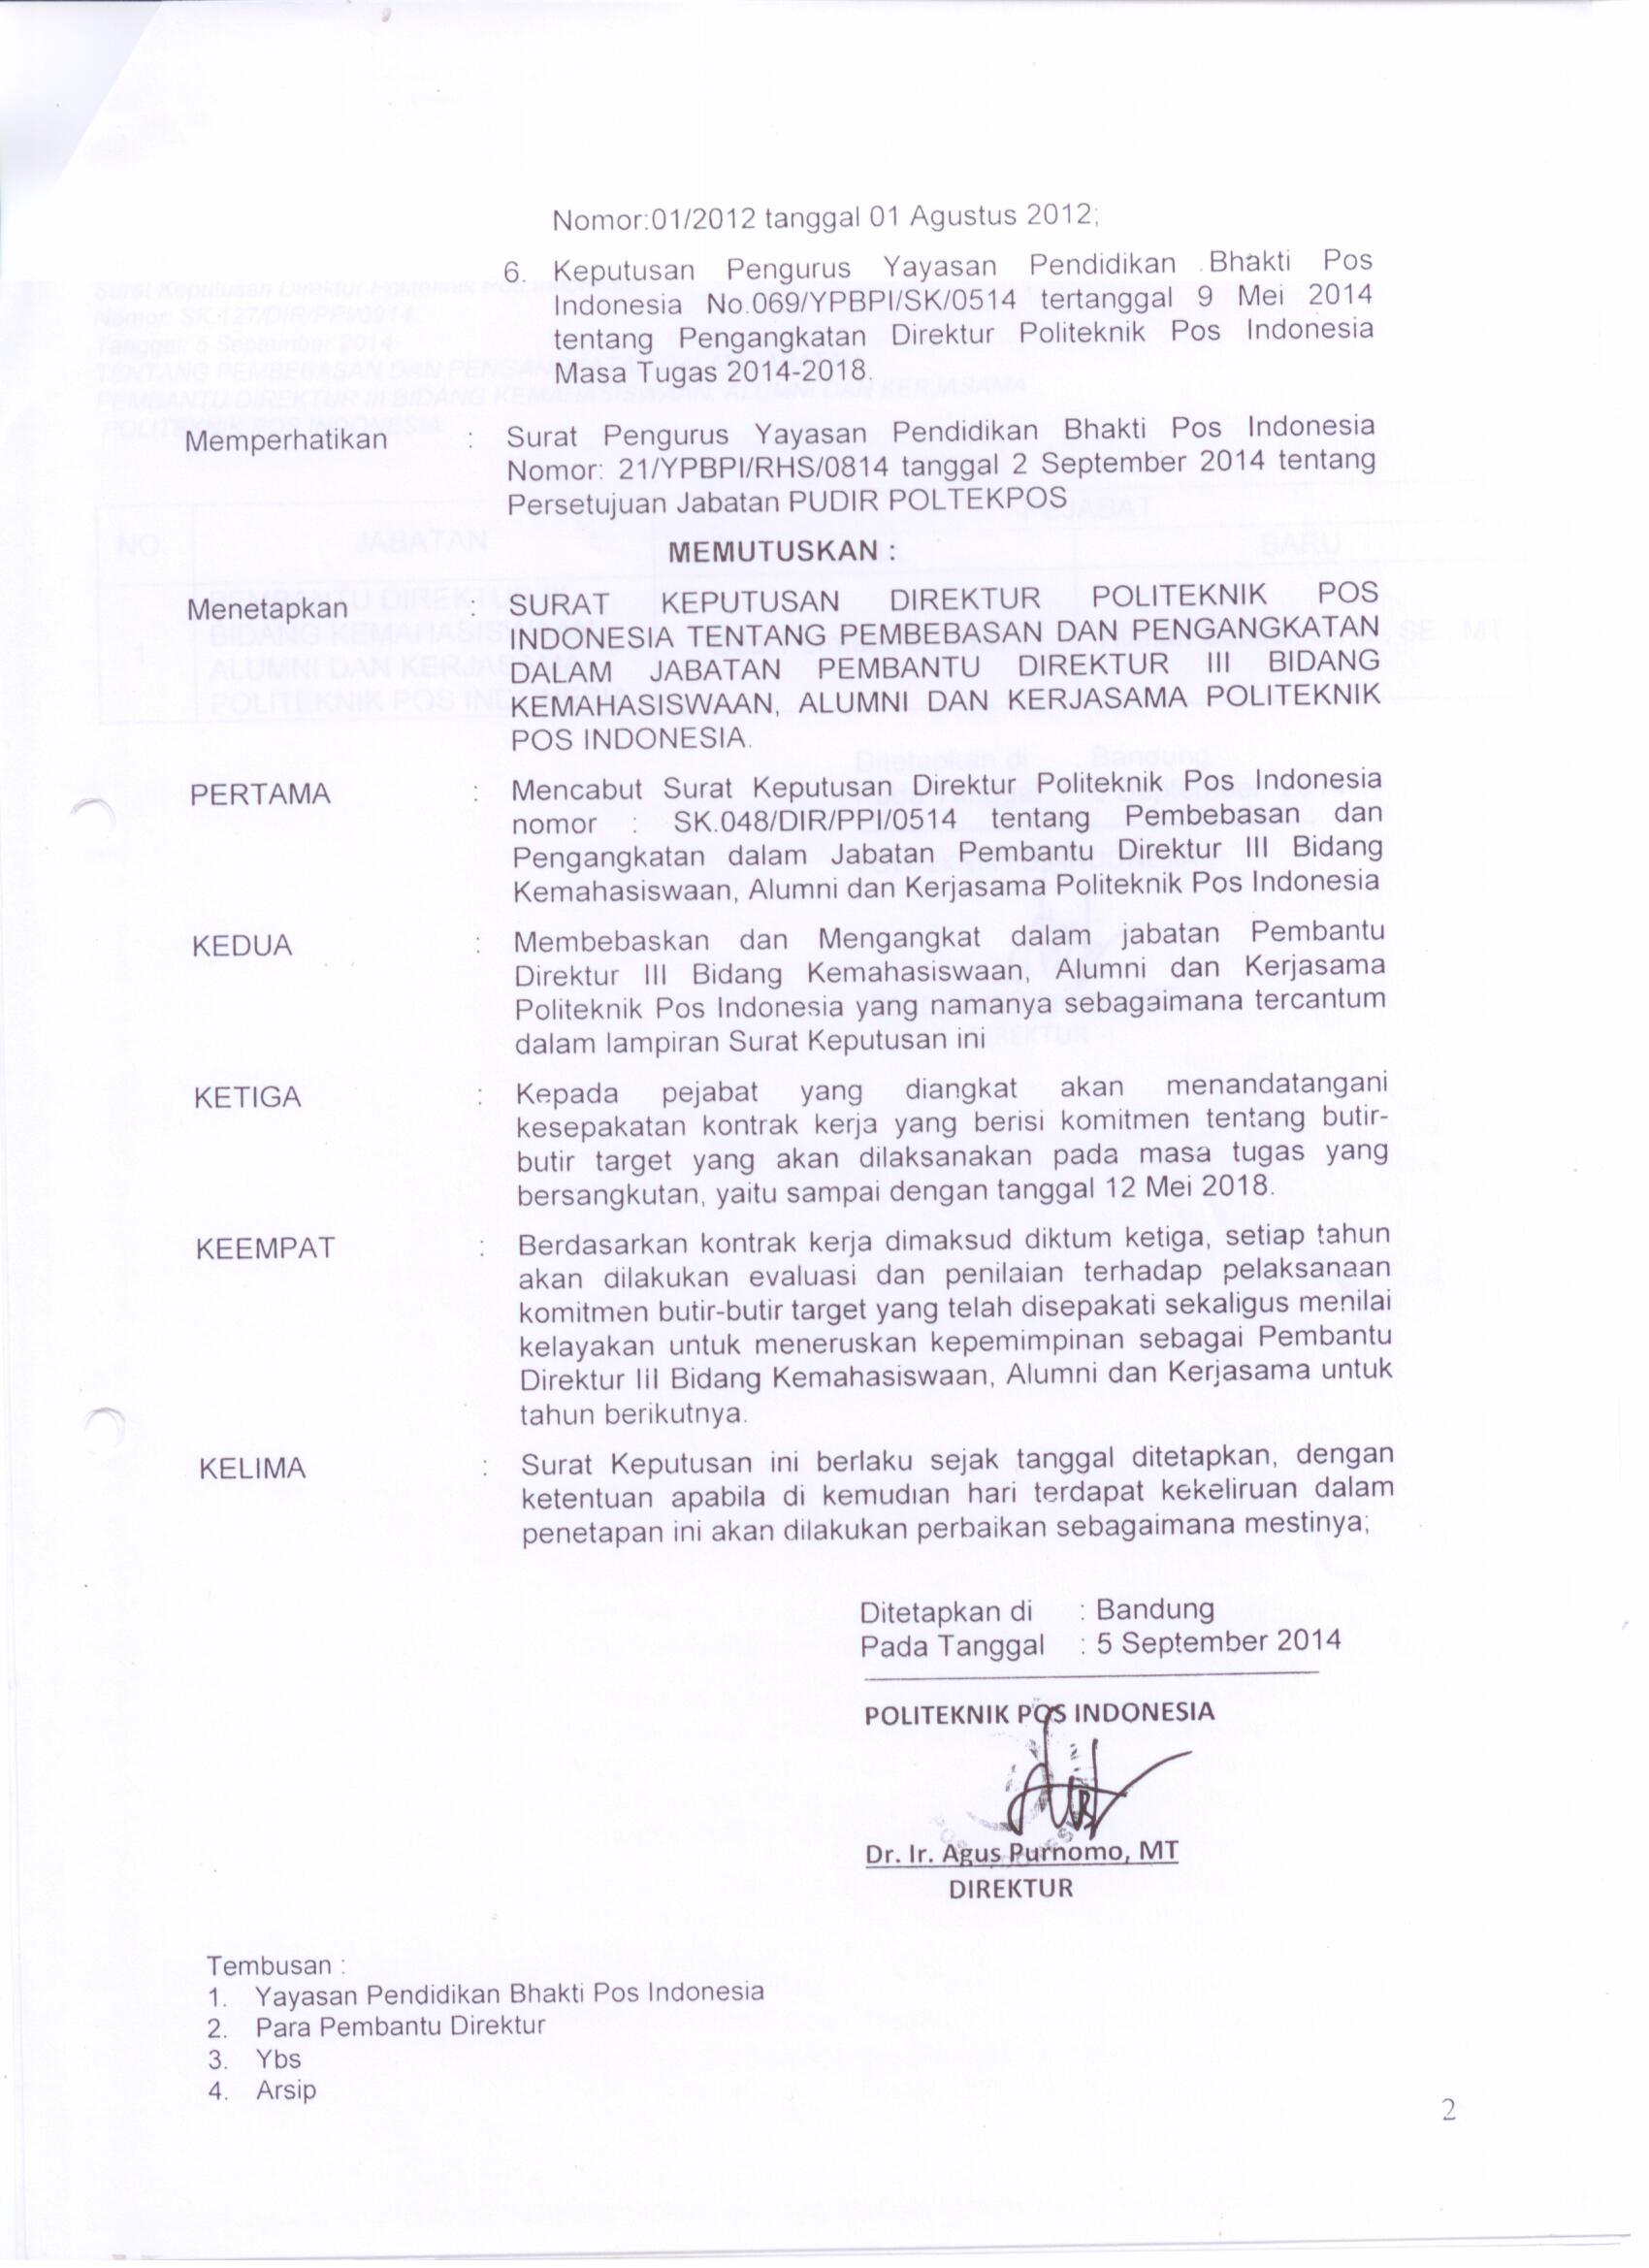 Nomor:01/2012 tanggal 01 Agustus 2012;
6. Keputusan Pengurus Yayasan Pendidikan Bhakti Pos
Indonesia No.069/YPBPI/SK/0514 tertanggal 9 Mei 2014
tentang Pengangkatan Direktur Politeknik Pos Indonesia
Masa Tugas 2014-2018.
Memperhatikan : Surat Pengurus Yayasan Pendidikan Bhakti Pos Indonesia
Nomor: 21/YPBPI/RHS/0814 tanggal 2 September 2014 tentang
Persetujuan Jabatan PUDIR POLTEKPOS
MEMUTUSKAN :
Menetapkan : SURAT KEPUTUSAN DIREKTUR POLITEKNIK POS
INDONESIA TENTANG PEMBEBASAN DAN PENGANGKATAN
DALAM JABATAN PEMBANTU DIREKTUR III BIDANG
KEMAHASISWAAN, ALUMNI DAN KERJASAMA POLITEKNIK
POS INDONESIA.
PERTAMA : Mencabut Surat Keputusan Direktur Politeknik Pos Indonesia
nomor : SK.048/DIR/PPI/0514 tentang Pembebasan dan
Pengangkatan dalam Jabatan Pembantu Direktur III Bidang
Kemahasiswaan, Alumni dan Kerjasama Politeknik Pos Indonesia
KEDUA : Membebaskan dan Mengangkat dalam jabatan Pembantu
Direktur III Bidang Kemahasiswaan, Alumni dan Kerjasama
Politeknik Pos Indonesia yang namanya sebagaimana tercantum
dalam lampiran Surat Keputusan ini
KETIGA : Kepada pejabat yang diangkat akan menandatangani
kesepakatan kontrak kerja yang berisi komitmen tentang butir-
butir target yang akan dilaksanakan pada masa tugas yang
bersangkutan, yaitu sampai dengan tanggal 12 Mei 2018.
KEEMPAT : Berdasarkan kontrak kerja dimaksud diktum ketiga, setiap tahun
akan dilakukan evaluasi dan penilaian terhadap pelaksanaan
komitmen butir-butir target yang telah disepakati sekaligus menilai
kelayakan untuk meneruskan kepemimpinan sebagai Pembantu
Direktur III Bidang Kemahasiswaan, Alumni dan Kerjasama untuk
tahun berikutnya.
KELIMA : Surat Keputusan ini berlaku sejak tanggal ditetapkan, dengan
ketentuan apabila di kemudian hari terdapat kekeliruan dalam
penetapan ini akan dilakukan perbaikan sebagaimana mestinya;
Ditetapkan di : Bandung
Pada Tanggal : 5 September 2014
POLITEKNIK POS INDONESIA
Dr. Ir. Agus Purnomo, MT
DIREKTUR
Tembusan :
1. Yayasan Pendidikan Bhakti Pos Indonesia
2. Para Pembantu Direktur
3. Ybs
4. Arsip
2